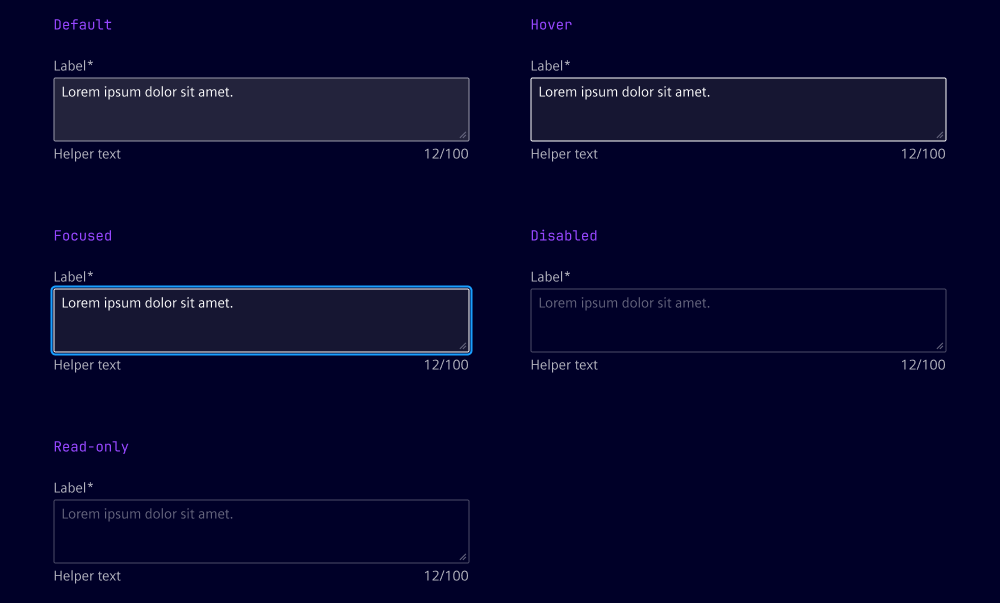 Default
Label*
Lorem ipsum dolor sit amet.
Helper text 12/100
Hover
Label*
Lorem ipsum dolor sit amet.
Helper text 12/100
Focused
Label*
Lorem ipsum dolor sit amet.
Helper text 12/100
Disabled
Label*
Lorem ipsum dolor sit amet.
Helper text 12/100
Read-only
Label*
Lorem ipsum dolor sit amet.
Helper text 12/100